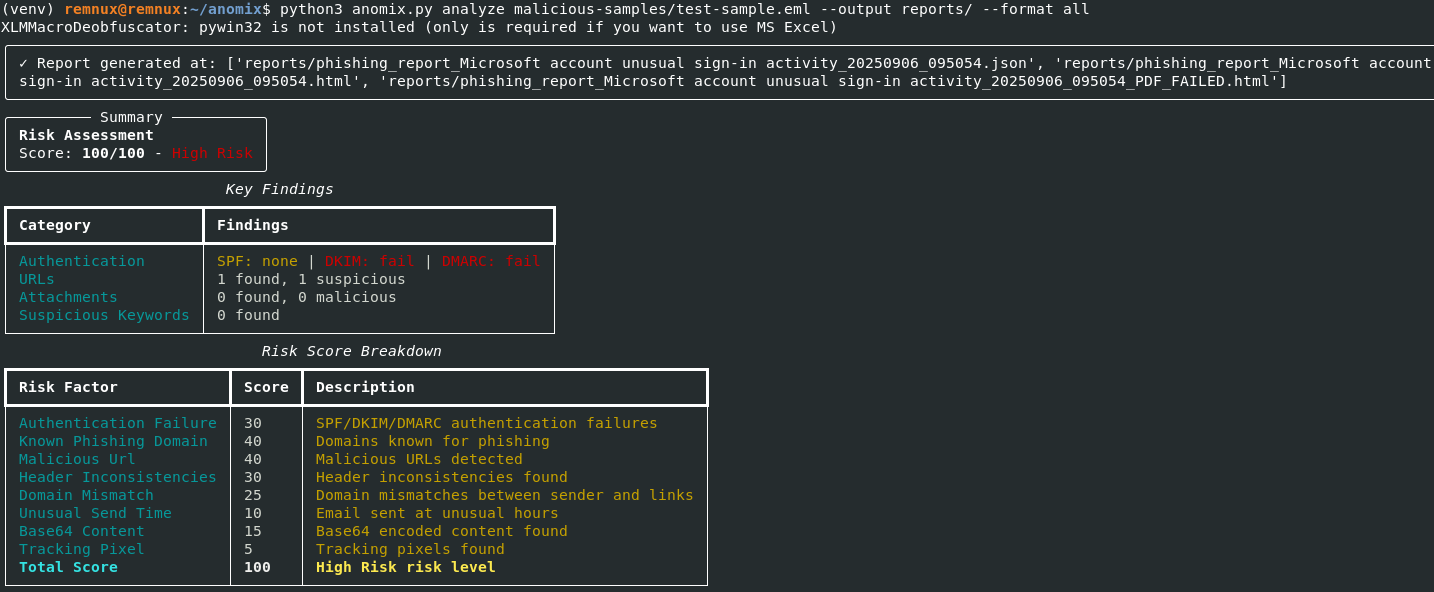 (venv) remnux@remnux:~/anomix$ python3 anomix.py analyze malicious-samples/test-sample.eml --output reports/ --format all
XLMMacroDeobfuscator: pywin32 is not installed (only is required if you want to use MS Excel)
✓ Report generated at: ['reports/phishing_report_Microsoft account unusual sign-in activity_20250906_095054.json', 'reports/phishing_report_Microsoft account
sign-in activity_20250906_095054.html', 'reports/phishing_report_Microsoft account unusual sign-in activity_20250906_095054_PDF_FAILED.html']
Summary
Risk Assessment
Score: 100/100 - High Risk
Key Findings
Category Findings
Authentication SPF: none | DKIM: fail | DMARC: fail
URLs 1 found, 1 suspicious
Attachments 0 found, 0 malicious
Suspicious Keywords 0 found
Risk Score Breakdown
Risk Factor Score Description
Authentication Failure 30 SPF/DKIM/DMARC authentication failures
Known Phishing Domain 40 Domains known for phishing
Malicious Url 40 Malicious URLs detected
Header Inconsistencies 30 Header inconsistencies found
Domain Mismatch 25 Domain mismatches between sender and links
Unusual Send Time 10 Email sent at unusual hours
Base64 Content 15 Base64 encoded content found
Tracking Pixel 5 Tracking pixels found
Total Score 100 High Risk risk level